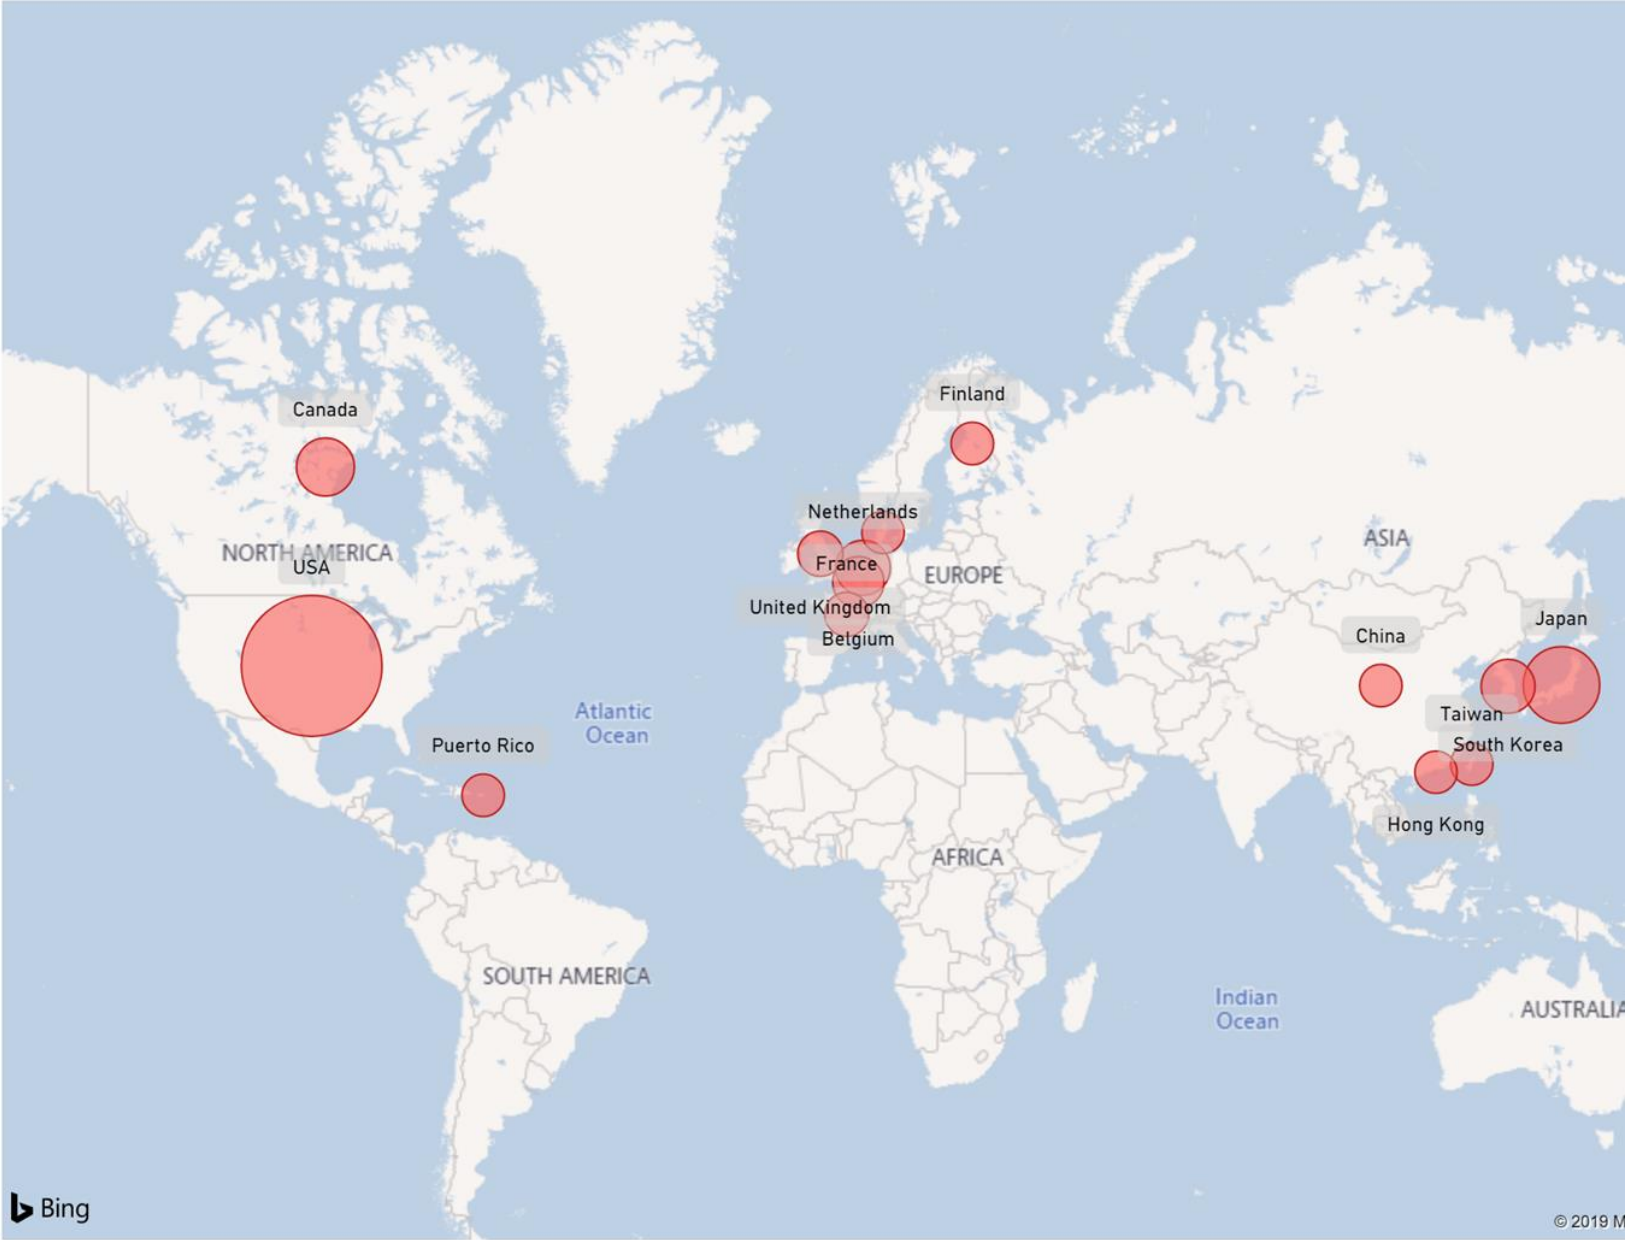 Finland
Canada
Netherlands
ASIA
NORTH AMERICA
USA
France
EUROPE
United Kingdom
Belgium
Japan
China
Atlantic
Ocean
Taiwan
South Korea
Puerto Rico
Hong Kong
AFRICA
SOUTH AMERICA
Indian
Ocean
AUSTRALIA
Bing
© 2019 M